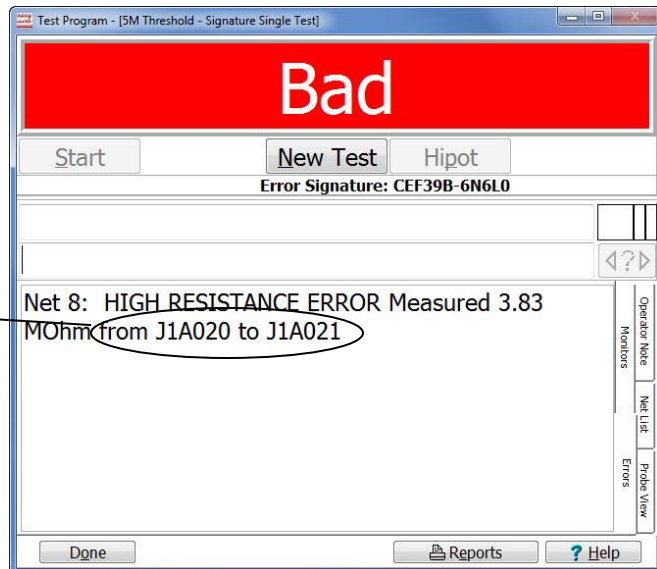 Test Program - [5M Threshold - Signature Single Test]
Bad
Start
New Test
Hipot
Error Signature: CEF39B-6N6L0
Net 8: HIGH RESISTANCE ERROR Measured 3.83
MOhm from J1A020 to J1A021
Operator Note
Monitors
Net List
Errors
Probe View
Done
Reports
? Help